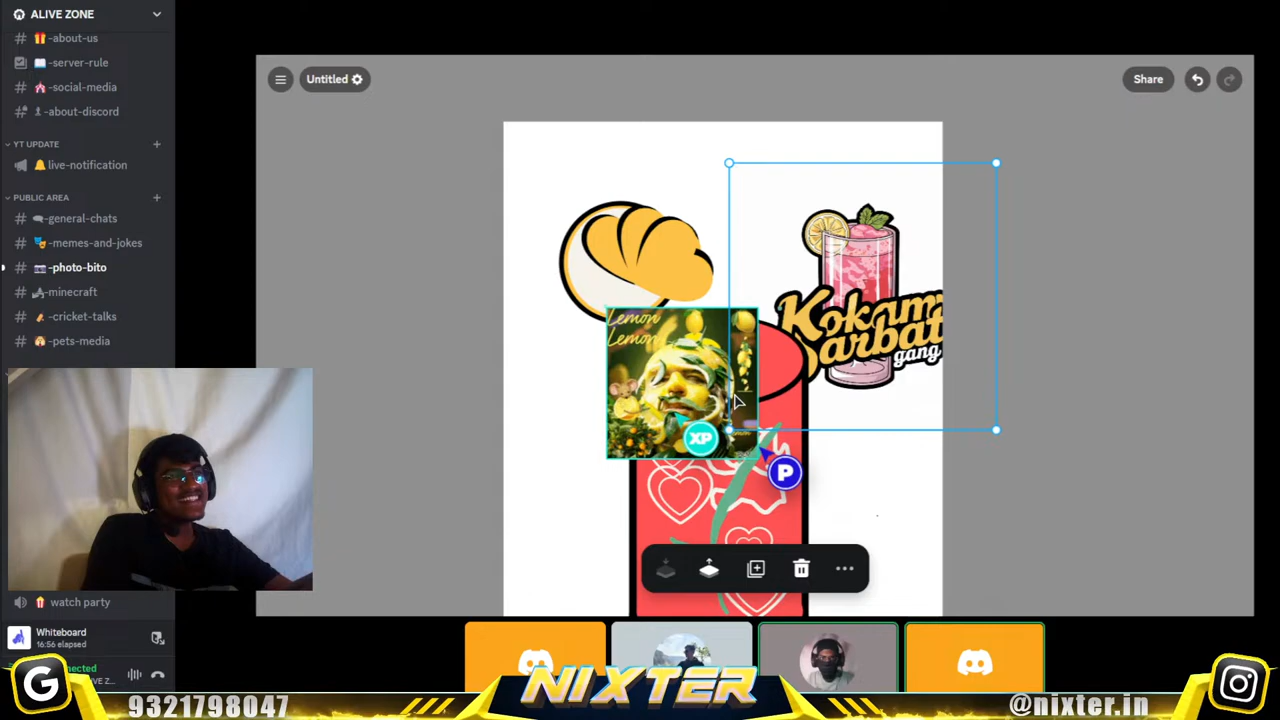 ALIVE ZONE
-about-us
-server-rule
-social-media
-about-discord
YT UPDATE
live-notification
PUBLIC AREA
-general-chats
-memes-and-jokes
-photo-bito
-minecraft
-cricket-talks
-pets-media
watch party
Whiteboard
16:56 elapsed
Untitled
Share
Lemon
Lemon
Kokam
Sarbat
gang
XP
P
G
9321798047
NIXTER
@nixter.in